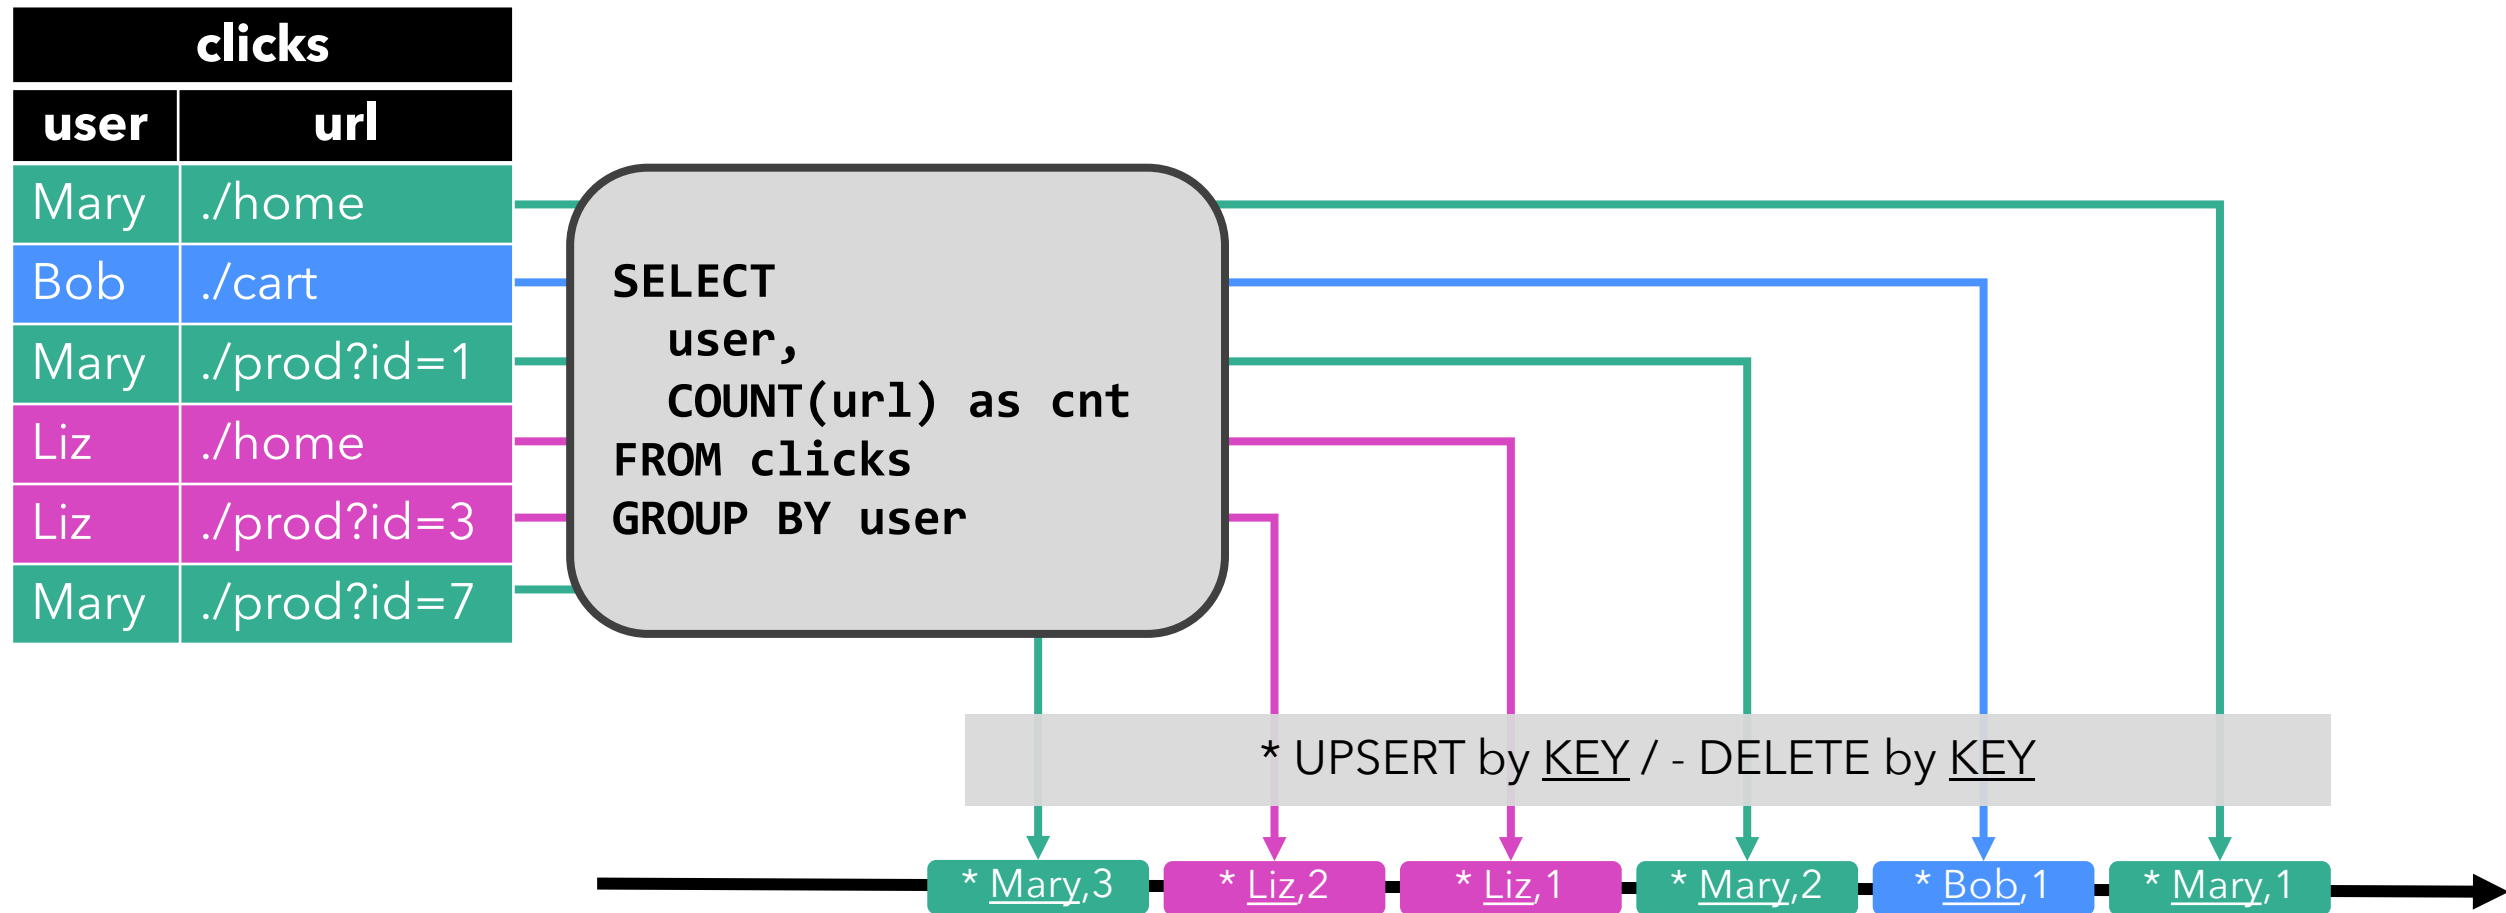 clicks
user url
Mary ./home
Bob ./cart
Mary ./prod?id=1
Liz ./home
Liz ./prod?id=3
Mary ./prod?id=7
SELECT
user,
COUNT(url) as cnt
FROM clicks
GROUP BY user
* UPSERT by KEY / - DELETE by KEY
* Mary,3 * Liz,2 * Liz,1 * Mary,2 * Bob,1 * Mary,1